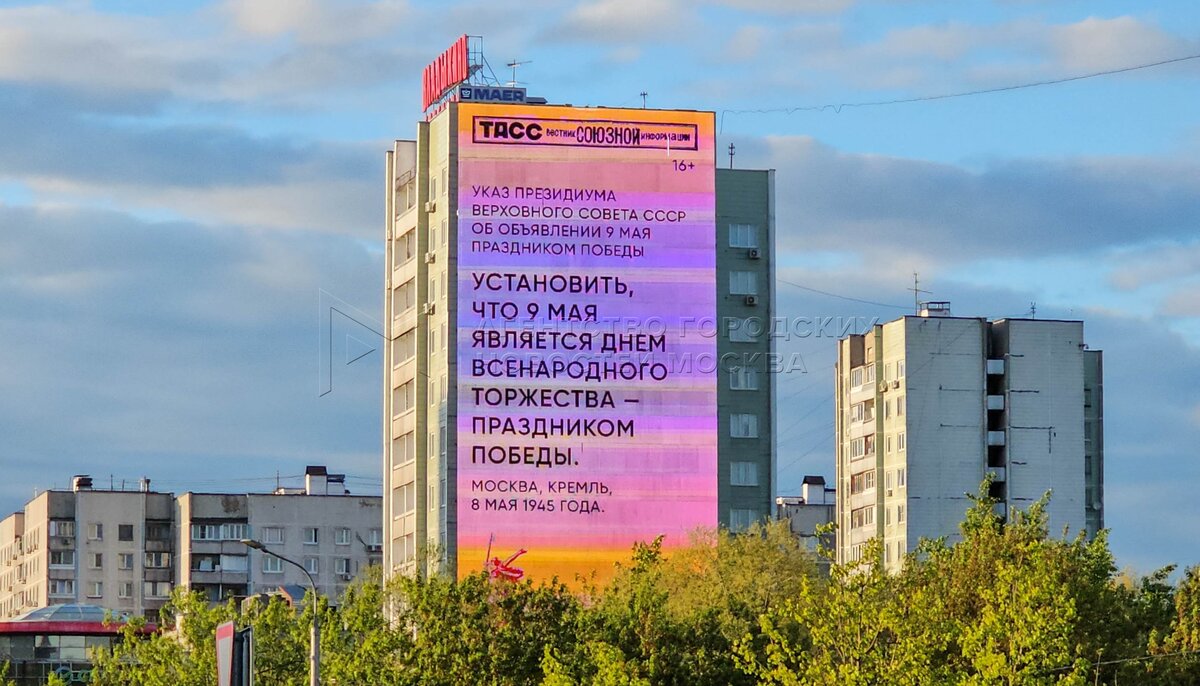 MAER
ТАСС ВЕСТНИК СОЮЗНОЙ ИНФОРМАЦИИ
16+
УКАЗ ПРЕЗИДИУМА
ВЕРХОВНОГО СОВЕТА СССР
ОБ ОБЪЯВЛЕНИИ 9 МАЯ
ПРАЗДНИКОМ ПОБЕДЫ
УСТАНОВИТЬ,
ЧТО 9 МАЯ
ЯВЛЯЕТСЯ ДНЕМ
ВСЕНАРОДНОГО
ТОРЖЕСТВА —
ПРАЗДНИКОМ
ПОБЕДЫ.
МОСКВА, КРЕМЛЬ,
8 МАЯ 1945 ГОДА.
АГЕНТСТВО ГОРОДСКИХ
НОВОСТЕЙ МОСКВА